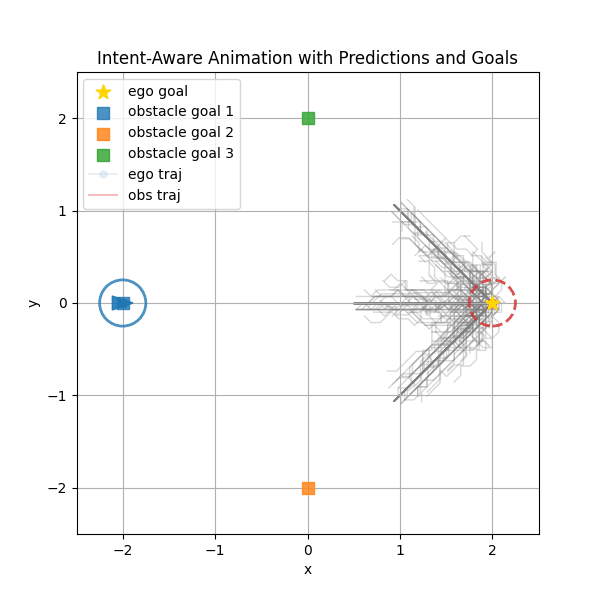 Intent-Aware Animation with Predictions and Goals
ego goal
obstacle goal 1
obstacle goal 2
obstacle goal 3
ego traj
obs traj
y
2
1
0
−1
−2
−2
−1
0
1
2
x